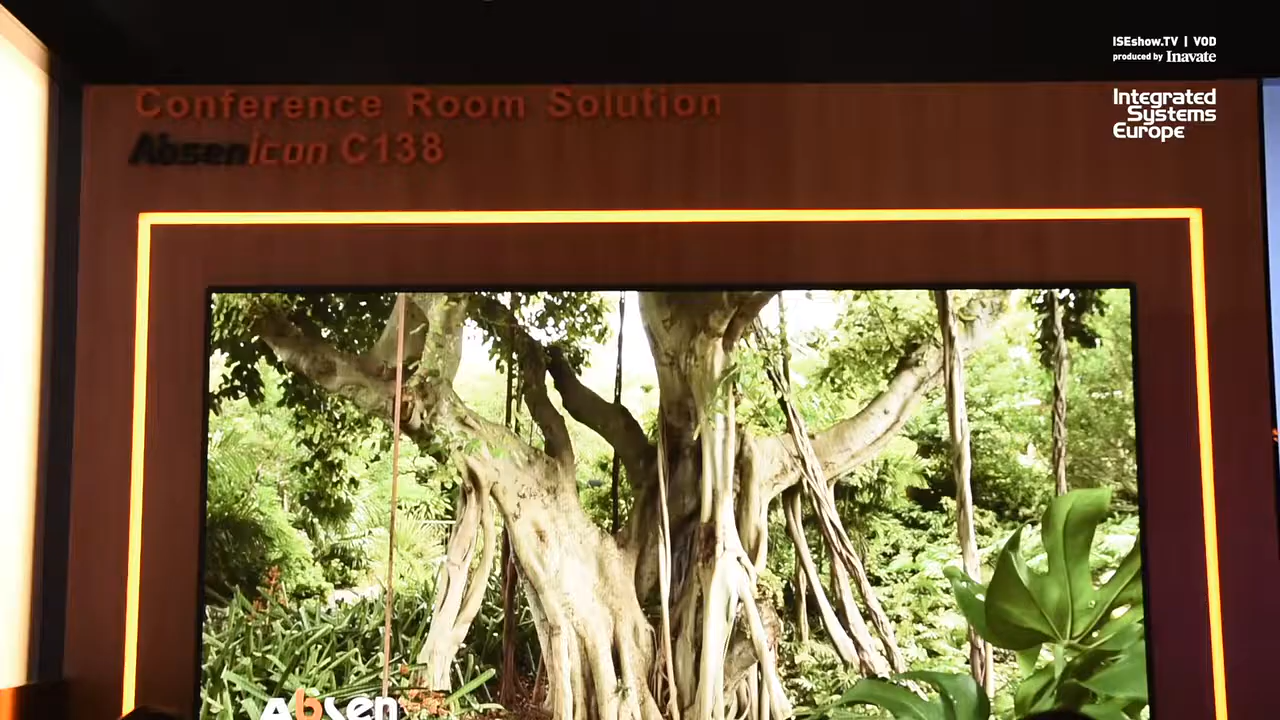 ISEshow.TV | VOD
produced by Inavate
Integrated
Systems
Europe
Conference Room Solution
Absenicon C138
Absen